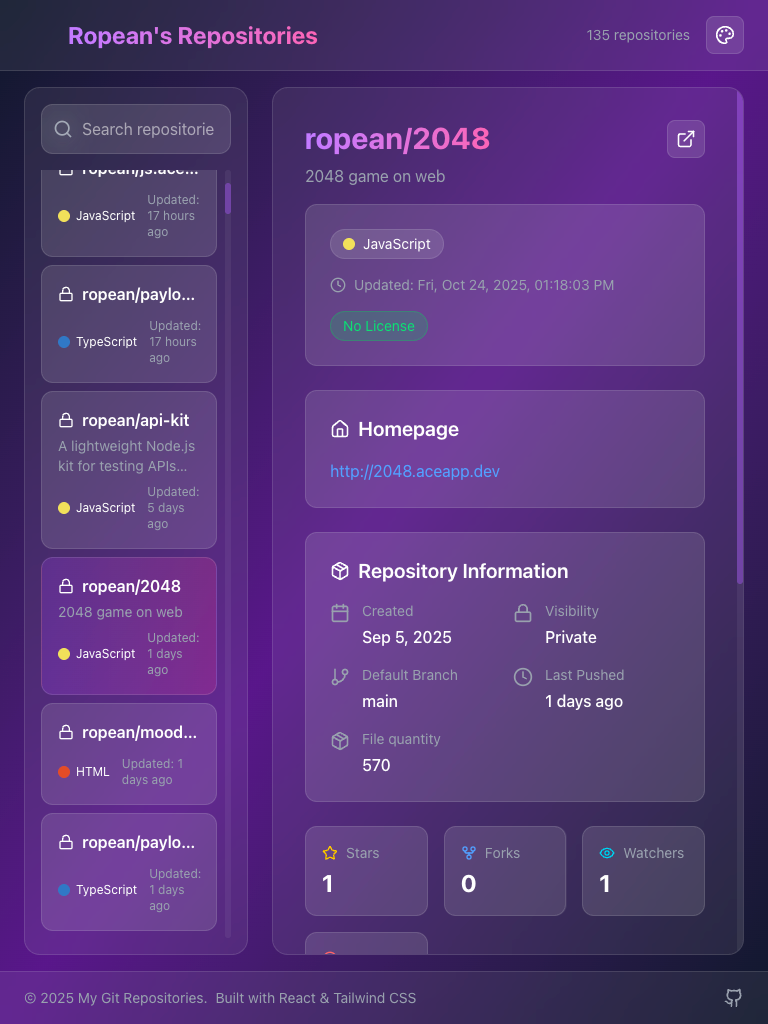 Ropean's Repositories
135 repositories
Search repositorie
ropean/js.ace...
JavaScript
Updated:
17 hours
ago
ropean/paylo...
TypeScript
Updated:
17 hours
ago
ropean/api-kit
A lightweight Node.js
kit for testing APIs...
JavaScript
Updated:
5 days
ago
ropean/2048
2048 game on web
JavaScript
Updated:
1 days
ago
ropean/mood...
HTML
Updated: 1
days ago
ropean/paylo...
TypeScript
Updated:
1 days
ago
ropean/2048
2048 game on web
JavaScript
Updated: Fri, Oct 24, 2025, 01:18:03 PM
No License
Homepage
http://2048.aceapp.dev
Repository Information
Created
Sep 5, 2025
Visibility
Private
Default Branch
main
Last Pushed
1 days ago
File quantity
570
Stars
1
Forks
0
Watchers
1
© 2025 My Git Repositories. Built with React & Tailwind CSS